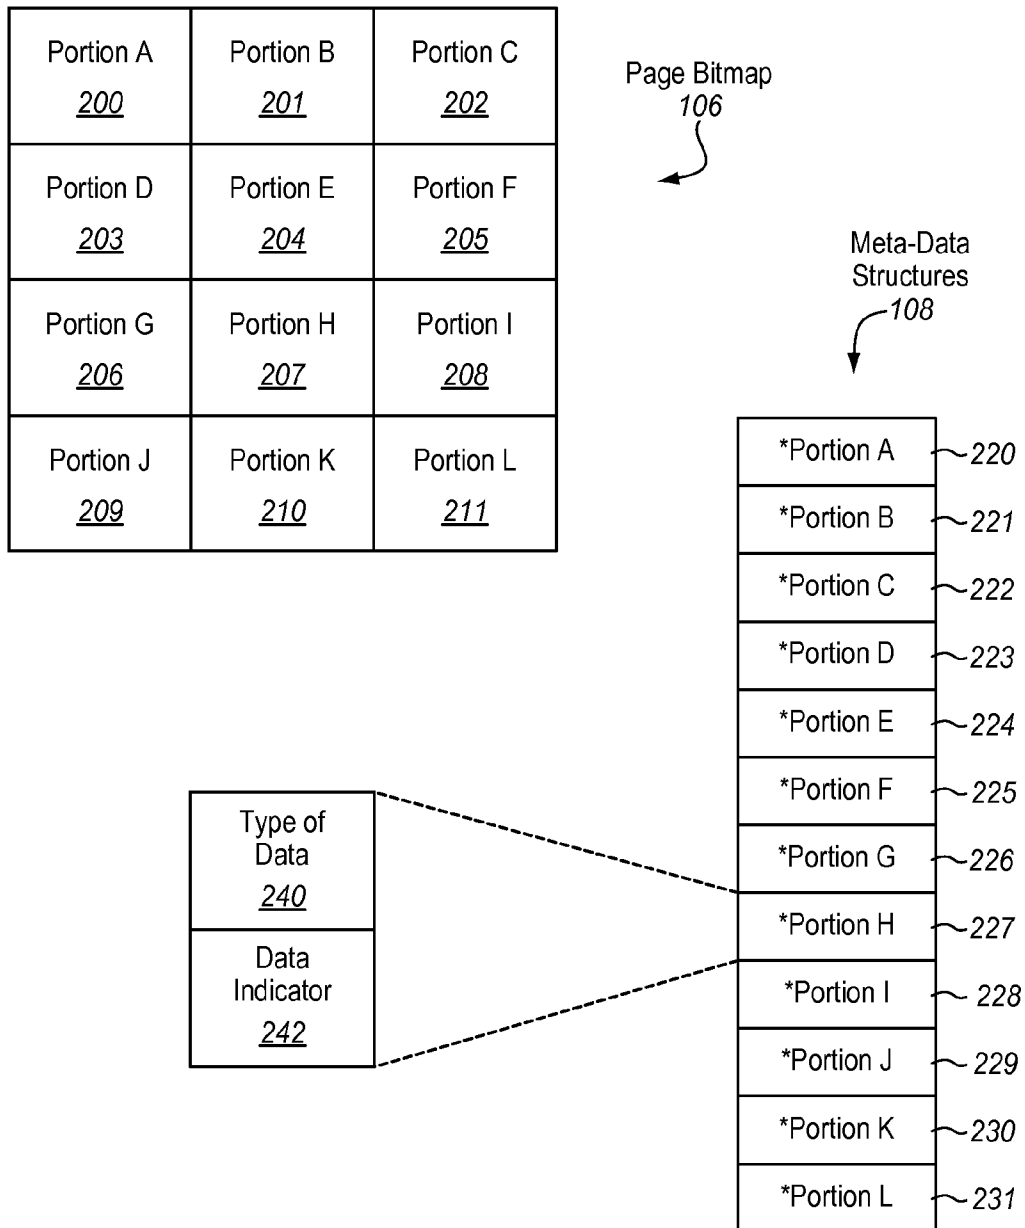 Portion A
200
Portion B
201
Portion C
202
Portion D
203
Portion E
204
Portion F
205
Portion G
206
Portion H
207
Portion I
208
Portion J
209
Portion K
210
Portion L
211
Page Bitmap
106
Meta-Data
Structures
108
*Portion A 220
*Portion B 221
*Portion C 222
*Portion D 223
*Portion E 224
*Portion F 225
*Portion G 226
*Portion H 227
*Portion I 228
*Portion J 229
*Portion K 230
*Portion L 231
Type of
Data
240
Data
Indicator
242